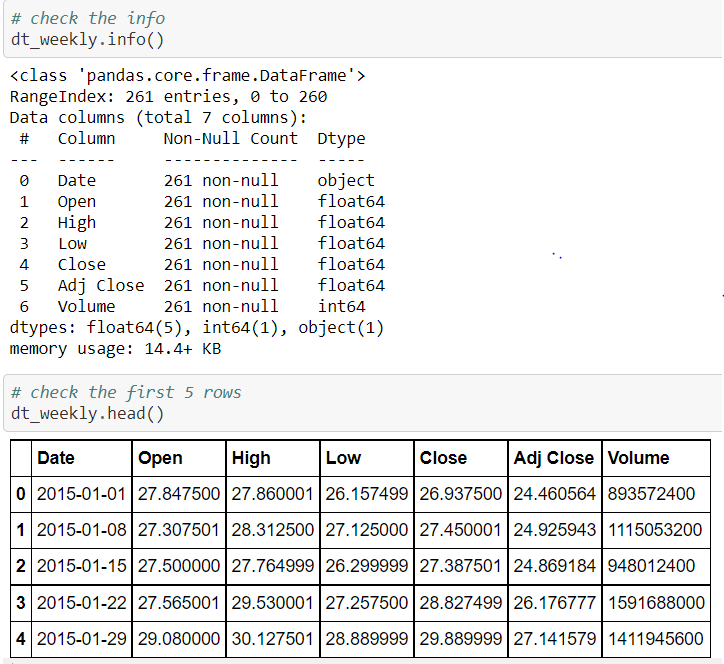 # check the info
dt_weekly.info()
<class 'pandas.core.frame.DataFrame'>
RangeIndex: 261 entries, 0 to 260
Data columns (total 7 columns):
 #   Column     Non-Null Count  Dtype
---  ------     --------------  -----
 0   Date       261 non-null    object
 1   Open       261 non-null    float64
 2   High       261 non-null    float64
 3   Low        261 non-null    float64
 4   Close      261 non-null    float64
 5   Adj Close  261 non-null    float64
 6   Volume     261 non-null    int64
dtypes: float64(5), int64(1), object(1)
memory usage: 14.4+ KB
# check the first 5 rows
dt_weekly.head()
Date Open High Low Close Adj Close Volume
0 2015-01-01 27.847500 27.860001 26.157499 26.937500 24.460564 893572400
1 2015-01-08 27.307501 28.312500 27.125000 27.450001 24.925943 1115053200
2 2015-01-15 27.500000 27.764999 26.299999 27.387501 24.869184 948012400
3 2015-01-22 27.565001 29.530001 27.257500 28.827499 26.176777 1591688000
4 2015-01-29 29.080000 30.127501 28.889999 29.889999 27.141579 1411945600